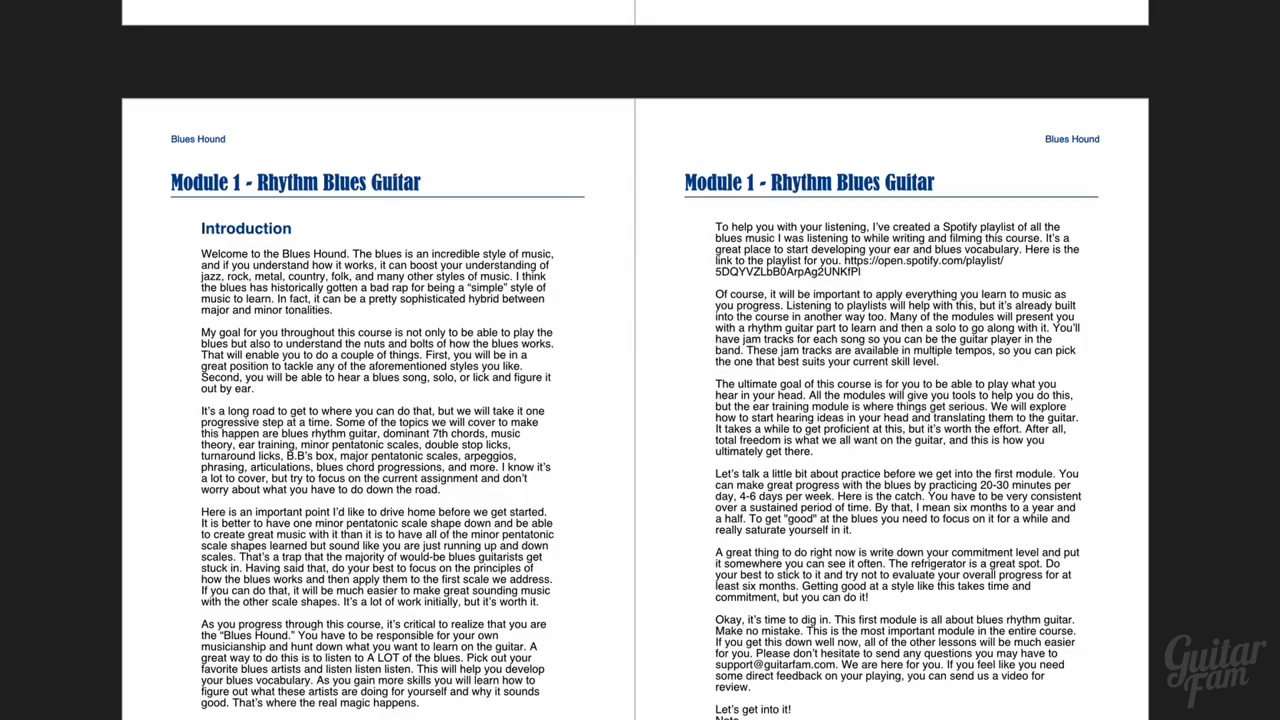 Blues Hound
Module 1 - Rhythm Blues Guitar
Introduction
Welcome to the Blues Hound. The blues is an incredible style of music,
and if you understand how it works, it can boost your understanding of
jazz, rock, metal, country, folk, and many other styles of music. I think
the blues has historically gotten a bad rap for being a “simple” style of
music to learn. In fact, it can be a pretty sophisticated hybrid between
major and minor tonalities.
My goal for you throughout this course is not only to be able to play the
blues but also to understand the nuts and bolts of how the blues works.
That will enable you to do a couple of things. First, you will be in a
great position to tackle any of the aforementioned styles you like.
Second, you will be able to hear a blues song, solo, or lick and figure it
out by ear.
It’s a long road to get to where you can do that, but we will take it one
progressive step at a time. Some of the topics we will cover to make
this happen are blues rhythm guitar, dominant 7th chords, music
theory, ear training, minor pentatonic scales, double stop licks,
turnaround licks, B.B’s box, major pentatonic scales, arpeggios,
phrasing, articulations, blues chord progressions, and more. I know it’s
a lot to cover, but try to focus on the current assignment and don’t
worry about what you have to do down the road.
Here is an important point I’d like to drive home before we get started.
It is better to have one minor pentatonic scale shape down and be able
to create great music with it than it is to have all of the minor pentatonic
scale shapes learned but sound like you are just running up and down
scales. That’s a trap that the majority of would-be blues guitarists get
stuck in. Having said that, do your best to focus on the principles of
how the blues works and then apply them to the first scale we address.
If you can do that, it will be much easier to make great sounding music
with the other scale shapes. It’s a lot of work initially, but it’s worth it.
As you progress through this course, it’s critical to realize that you are
the “Blues Hound.” You have to be responsible for your own
musicianship and hunt down what you want to learn on the guitar. A
great way to do this is to listen to A LOT of the blues. Pick out your
favorite blues artists and listen listen listen. This will help you develop
your blues vocabulary. As you gain more skills you will learn how to
figure out what these artists are doing for yourself and why it sounds
good. That’s where the real magic happens.
Blues Hound
Module 1 - Rhythm Blues Guitar
To help you with your listening, I’ve created a Spotify playlist of all the
blues music I was listening to while writing and filming this course. It’s a
great place to start developing your ear and blues vocabulary. Here is the
link to the playlist for you. https://open.spotify.com/playlist/
5DQYVZLbB0ArpAg2UNKfPI
Of course, it will be important to apply everything you learn to music as
you progress. Listening to playlists will help with this, but it’s already built
into the course in another way too. Many of the modules will present you
with a rhythm guitar part to learn and then a solo to go along with it. You’ll
have jam tracks for each song so you can be the guitar player in the
band. These jam tracks are available in multiple tempos, so you can pick
the one that best suits your current skill level.
The ultimate goal of this course is for you to be able to play what you
hear in your head. All the modules will give you tools to help you do this,
but the ear training module is where things get serious. We will explore
how to start hearing ideas in your head and translating them to the guitar.
It takes a while to get proficient at this, but it’s worth the effort. After all,
total freedom is what we all want on the guitar, and this is how you
ultimately get there.
Let’s talk a little bit about practice before we get into the first module. You
can make great progress with the blues by practicing 20-30 minutes per
day, 4-6 days per week. Here is the catch. You have to be very consistent
over a sustained period of time. By that, I mean six months to a year and
a half. To get "good" at the blues you need to focus on it for a while and
really saturate yourself in it.
A great thing to do right now is write down your commitment level and put
it somewhere you can see it often. The refrigerator is a great spot. Do
your best to stick to it and try not to evaluate your overall progress for at
least six months. Getting good at a style like this takes time and
commitment, but you can do it!
Okay, it’s time to dig in. This first module is all about blues rhythm guitar.
Make no mistake. This is the most important module in the entire course.
If you get this down well now, all of the other lessons will be much easier
for you. Please don’t hesitate to send any questions you may have to
support@guitarfam.com. We are here for you. If you feel like you need
some direct feedback on your playing, you can send us a video for
review.
Let’s get into it!
Guitar
Fam